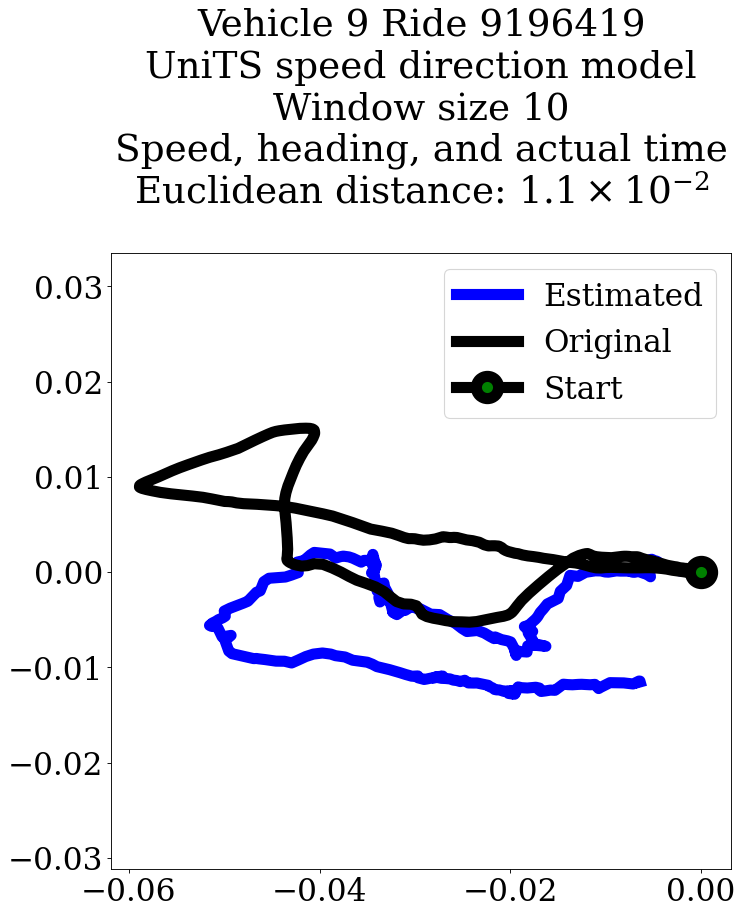 Vehicle 9 Ride 9196419
UniTS speed direction model
Window size 10
Speed, heading, and actual time
Euclidean distance: 1.1 × 10⁻²
Estimated
Original
Start
0.03
0.02
0.01
0.00
−0.01
−0.02
−0.03
−0.06 −0.04 −0.02 0.00